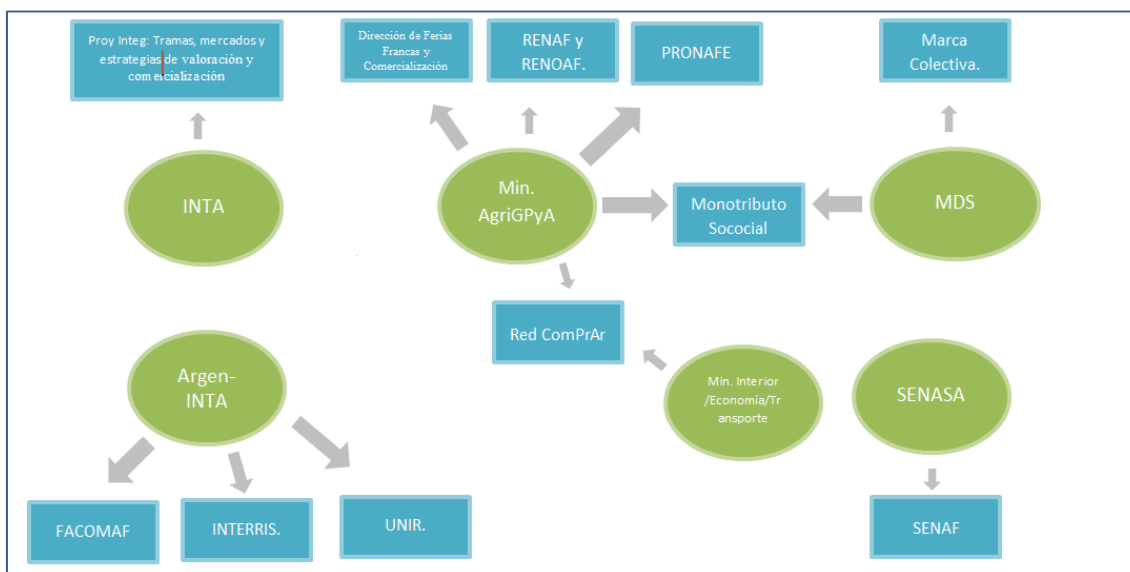 Proy Integ: Tramas, mercados y
estrategias de valoración y
comercialización
Dirección de Ferias
Francas y
Comercialización
RENAF y
RENOAF.
PRONAFE
Marca
Colectiva.
INTA
Min.
AgriGPyA
Monotributo
Sococial
MDS
Red ComPrAr
Argen-
INTA
Min. Interior
/Economía/Tr
ansporte
SENASA
FACOMAF
INTERRIS.
UNIR.
SENAF